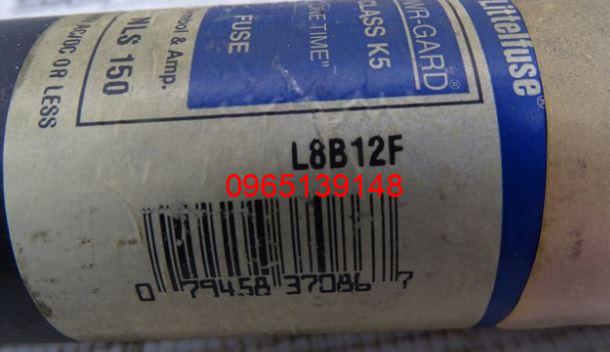 Littelfuse®
WR-GARD®
CLASS K5
ONE TIME"
FUSE
bol & Amp.
NLS 150
V AC/DC OR LESS
L8B12F
0965139148
0 79458 37086 7